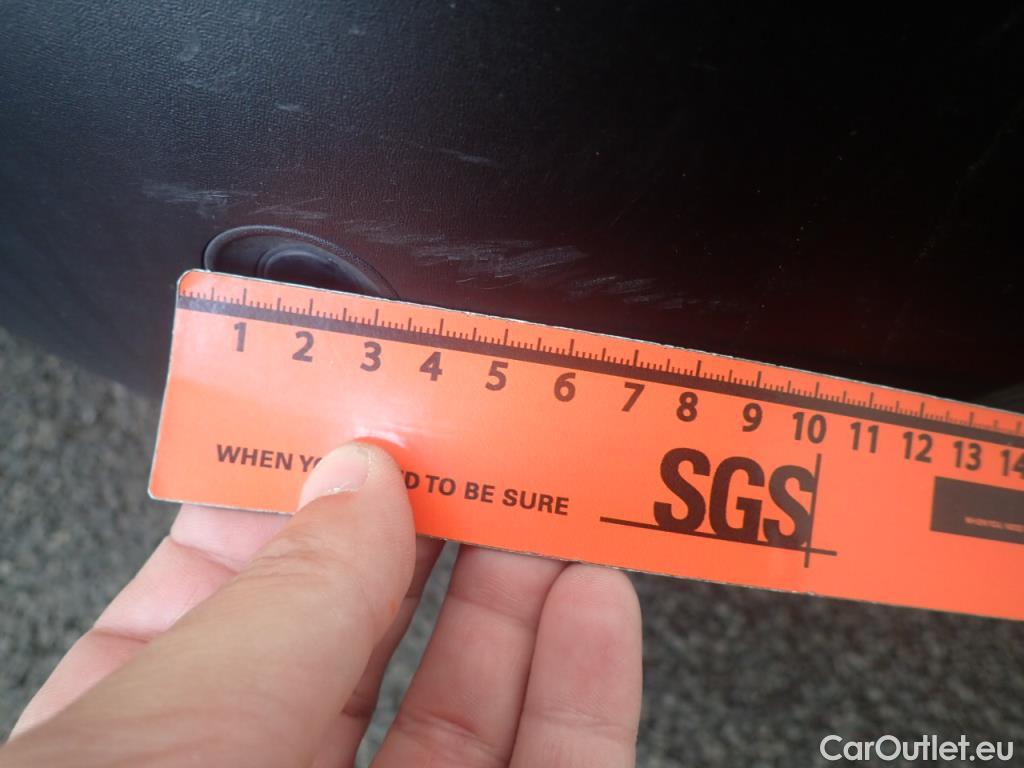 1 2 3 4 5 6 7 8 9 10 11 12 13 14
WHEN YO D TO BE SURE
SGS
CarOutlet.eu